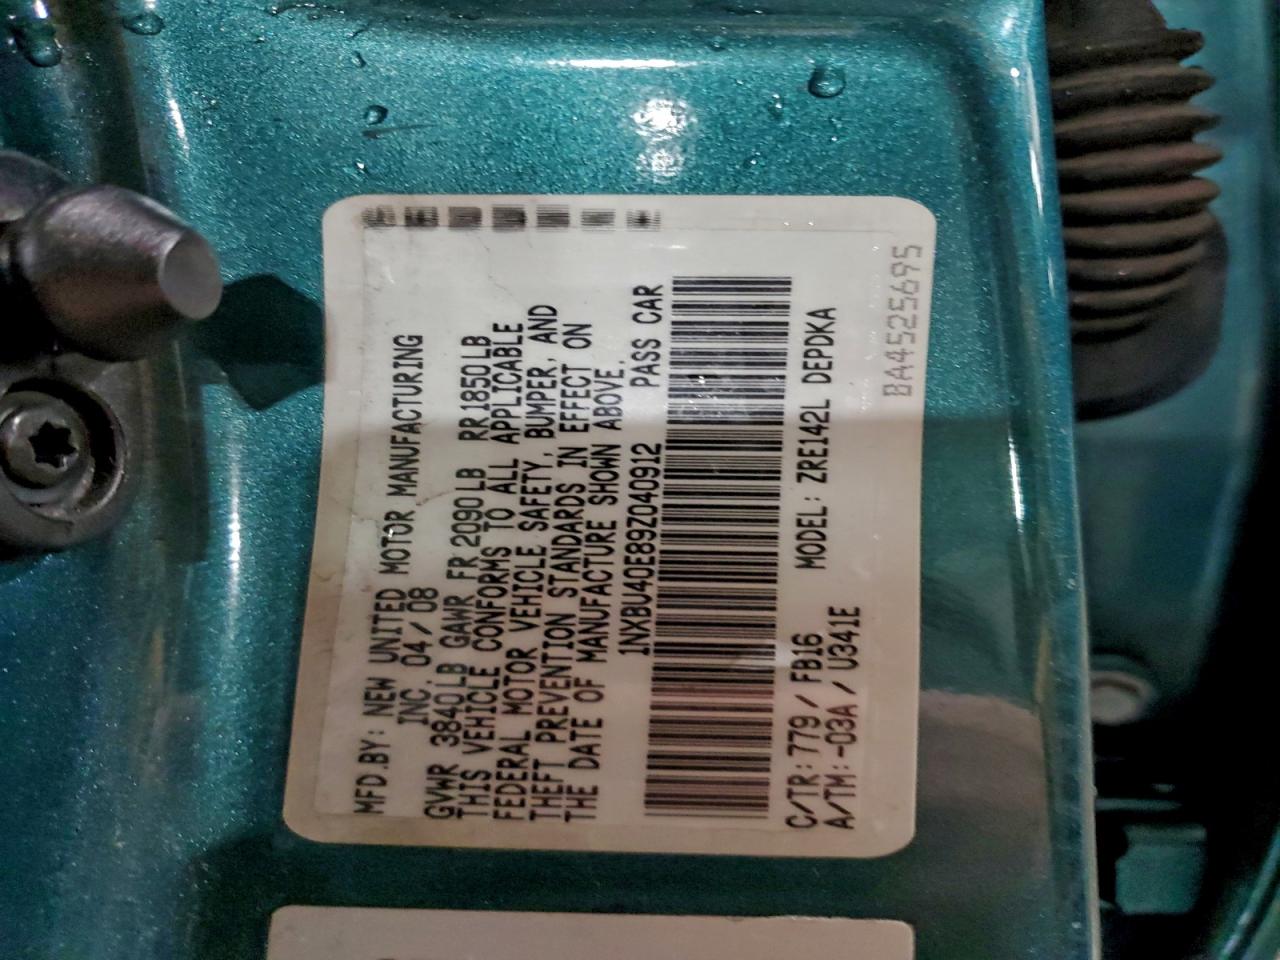 MFD.BY: NEW UNITED MOTOR MANUFACTURING
INC. 04/08
GVWR 3840LB GAWR FR 2090LB RR1850LB
THIS VEHICLE CONFORMS TO ALL APPLICABLE
FEDERAL MOTOR VEHICLE SAFETY, BUMPER, AND
THEFT PREVENTION STANDARDS IN EFFECT ON
THE DATE OF MANUFACTURE SHOWN ABOVE.
1NXBU40E89Z040912 PASS CAR
C/TR:779/FB16 MODEL: ZRE142L DEPDKA
A/TM:-03A/U341E
BA4525695